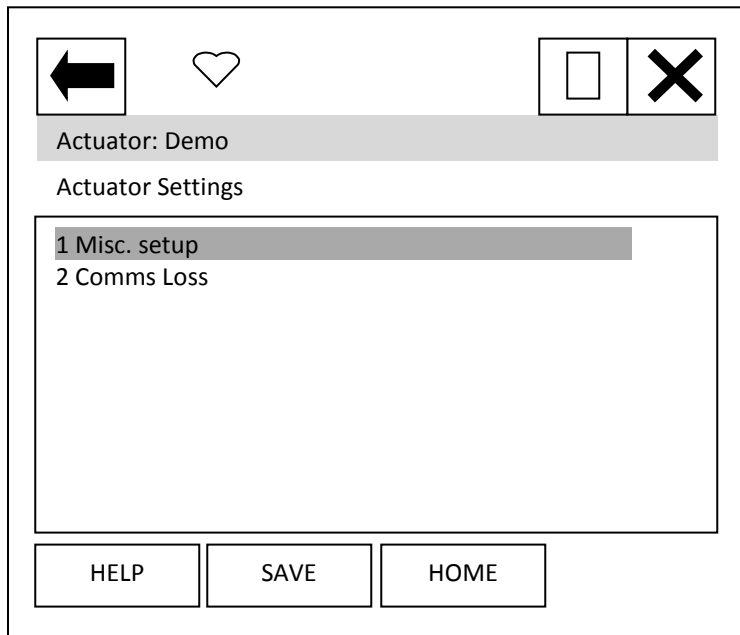 Actuator: Demo
Actuator Settings
1 Misc. setup
2 Comms Loss
HELP SAVE HOME